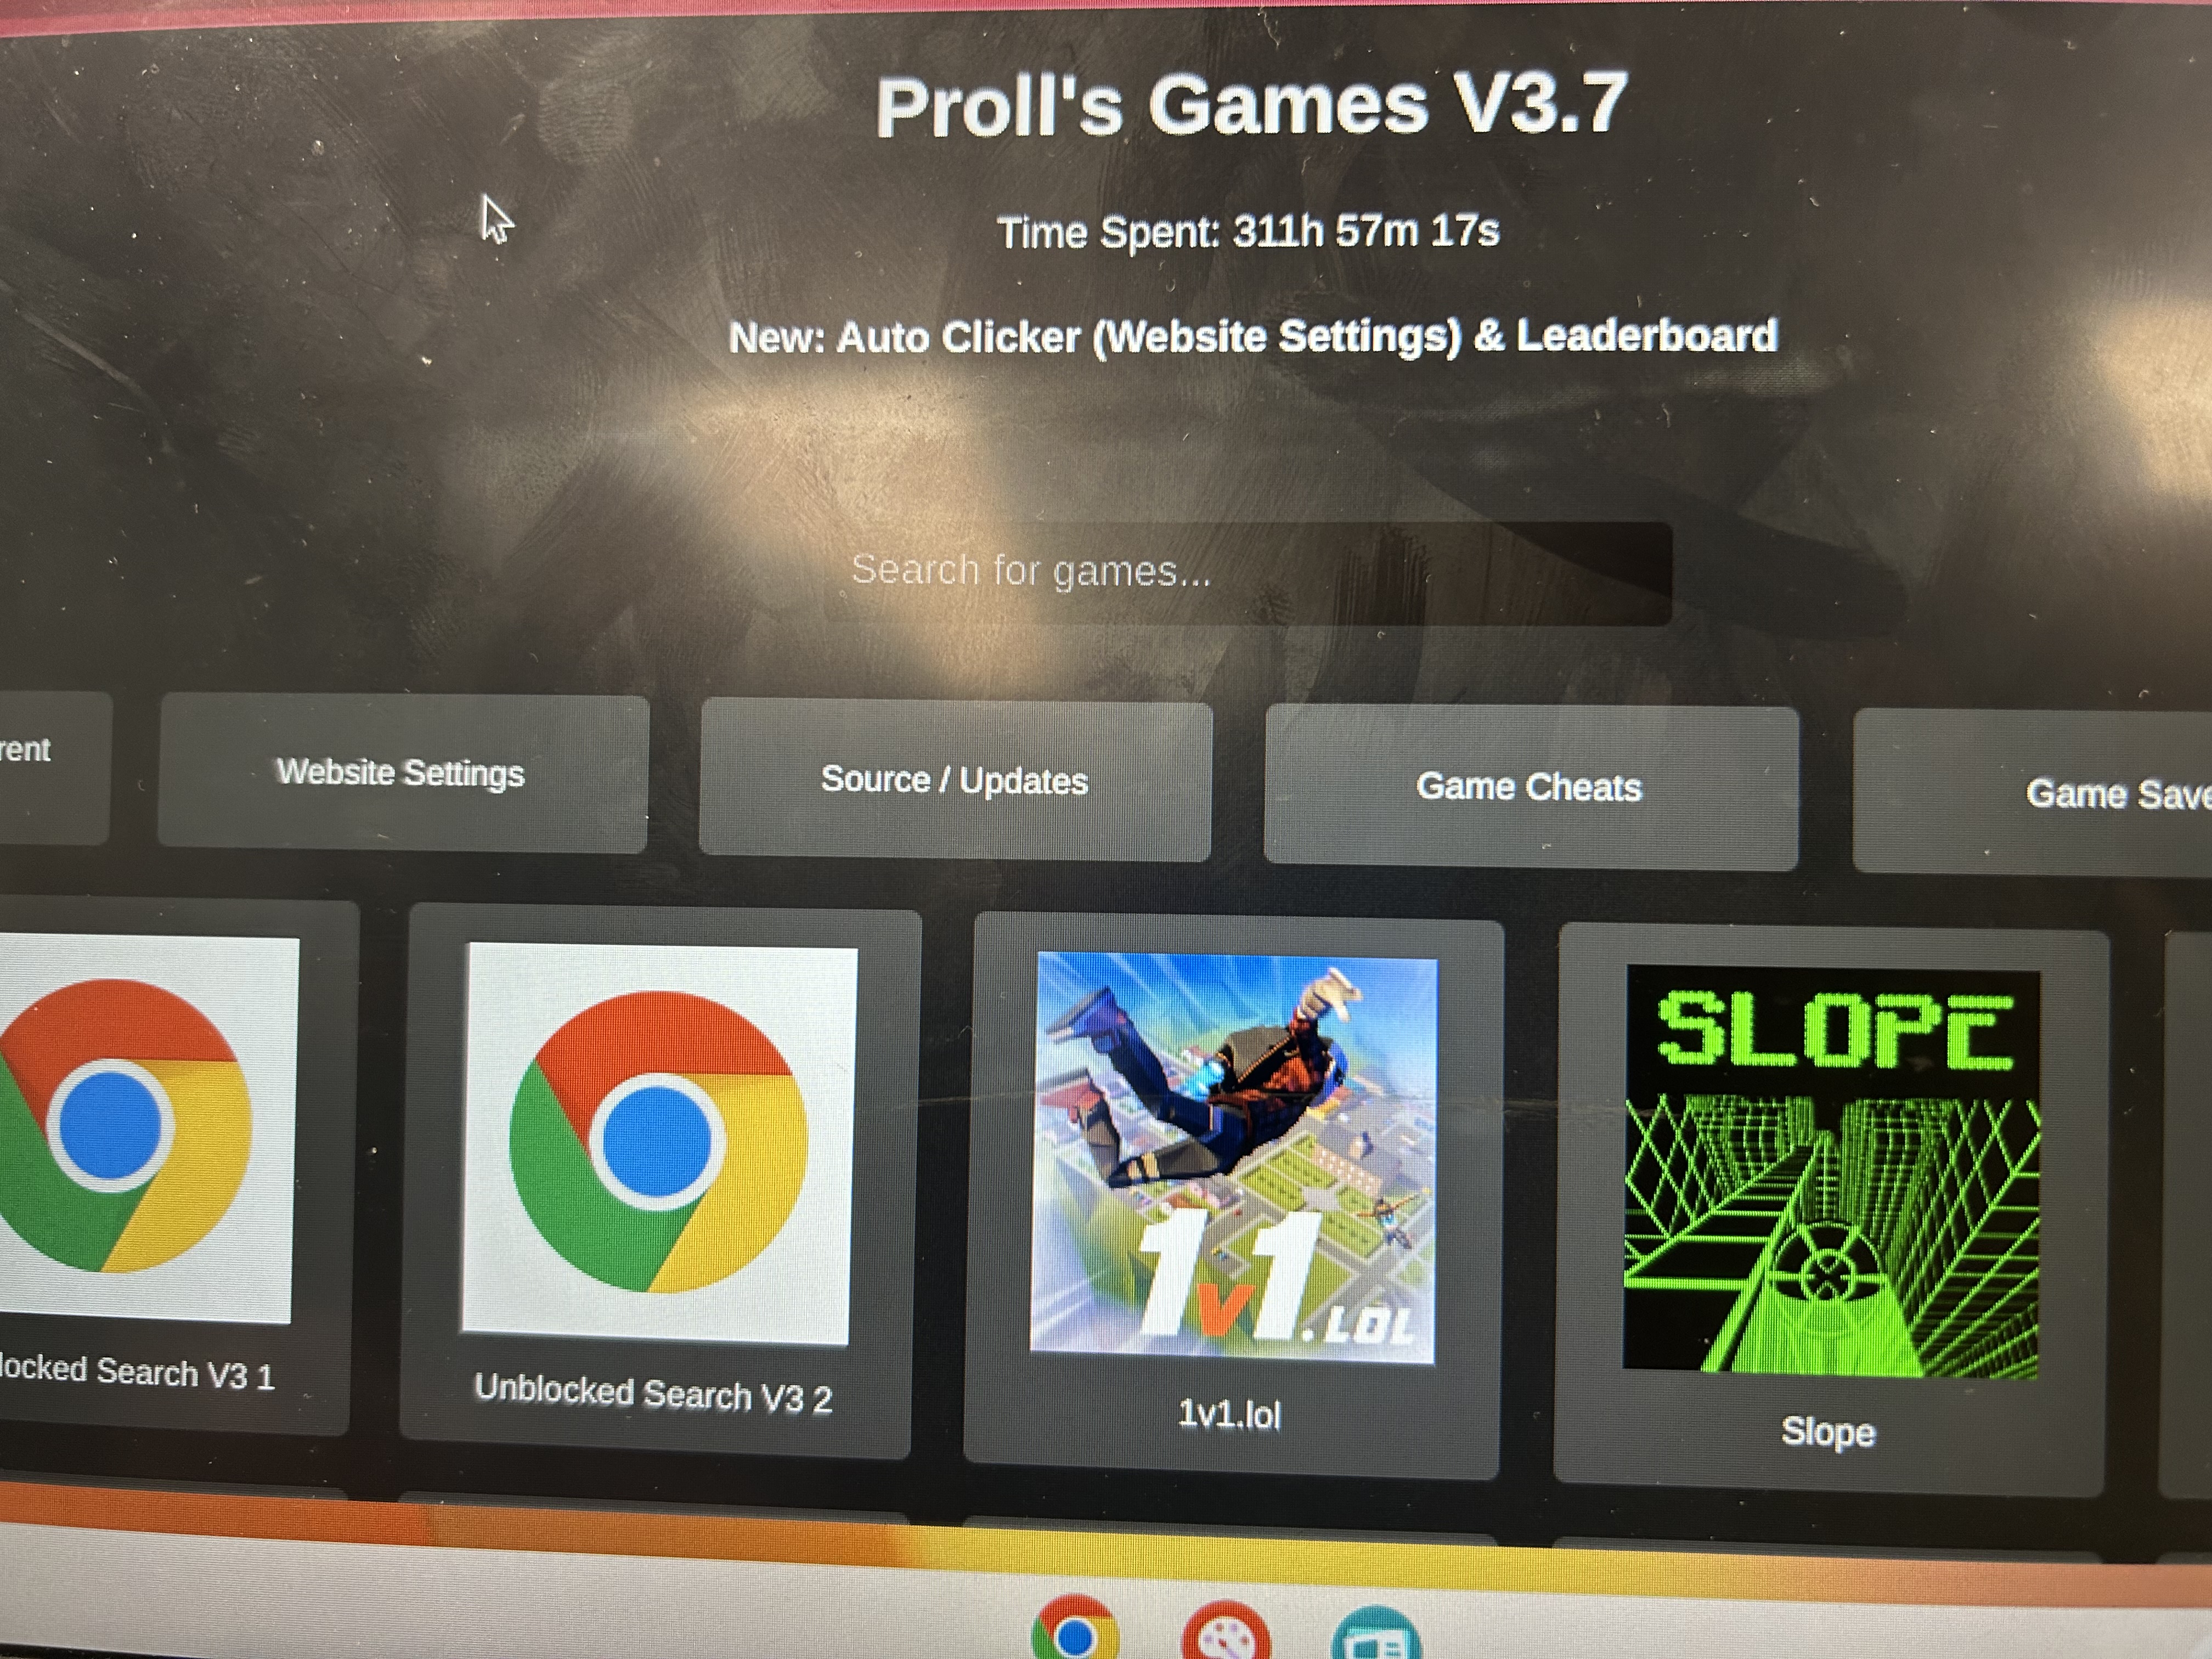 Proll's Games V3.7
Time Spent: 311h 57m 17s
New: Auto Clicker (Website Settings) & Leaderboard
Search for games...
rent
Website Settings
Source / Updates
Game Cheats
Game Save
SLOPE
1v1.LOL
locked Search V3 1
Unblocked Search V3 2
1v1.lol
Slope